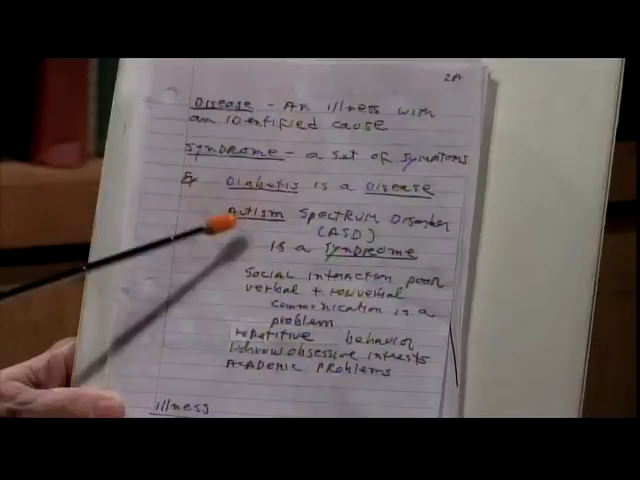 2A
Disease - An illness with
an identified cause
Syndrome - a set of symptoms
Ex Diabetis is a Disease
Autism Spectrum Disorder
(ASD)
is a Syndrome
Social interaction poor
verbal + nonverbal
communication is a
problem
repetitive behavior
obsessive intrests
Academic problems
illness